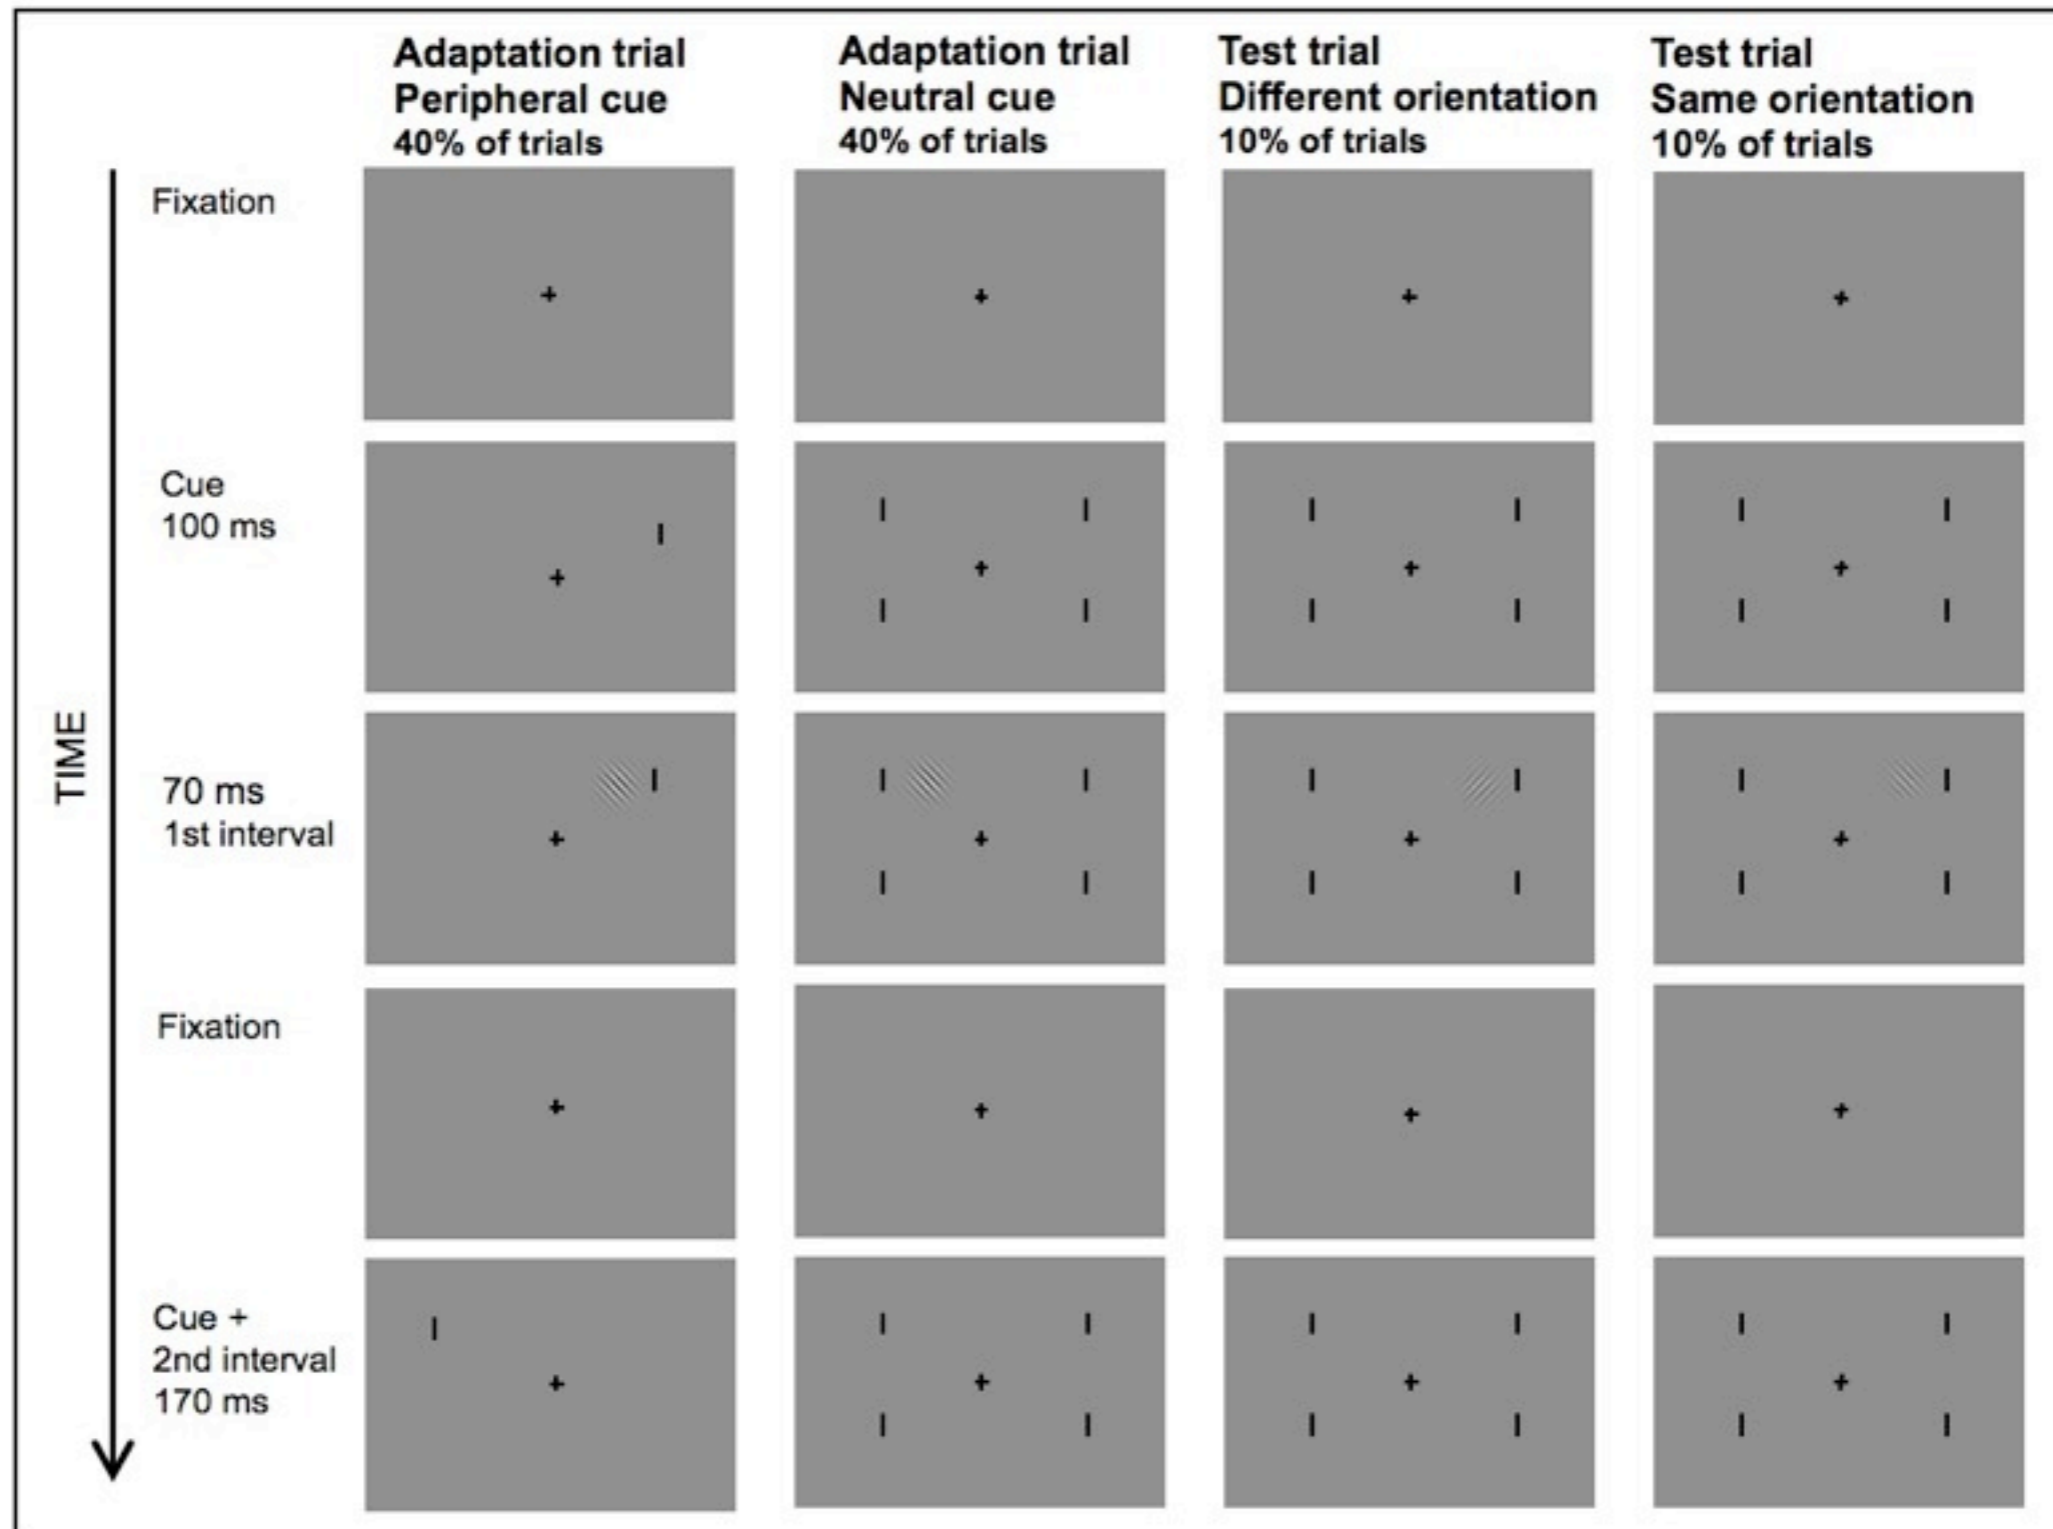 Adaptation trial
Peripheral cue
40% of trials
Adaptation trial
Neutral cue
40% of trials
Test trial
Different orientation
10% of trials
Test trial
Same orientation
10% of trials
TIME
Fixation
Cue
100 ms
70 ms
1st interval
Fixation
Cue +
2nd interval
170 ms